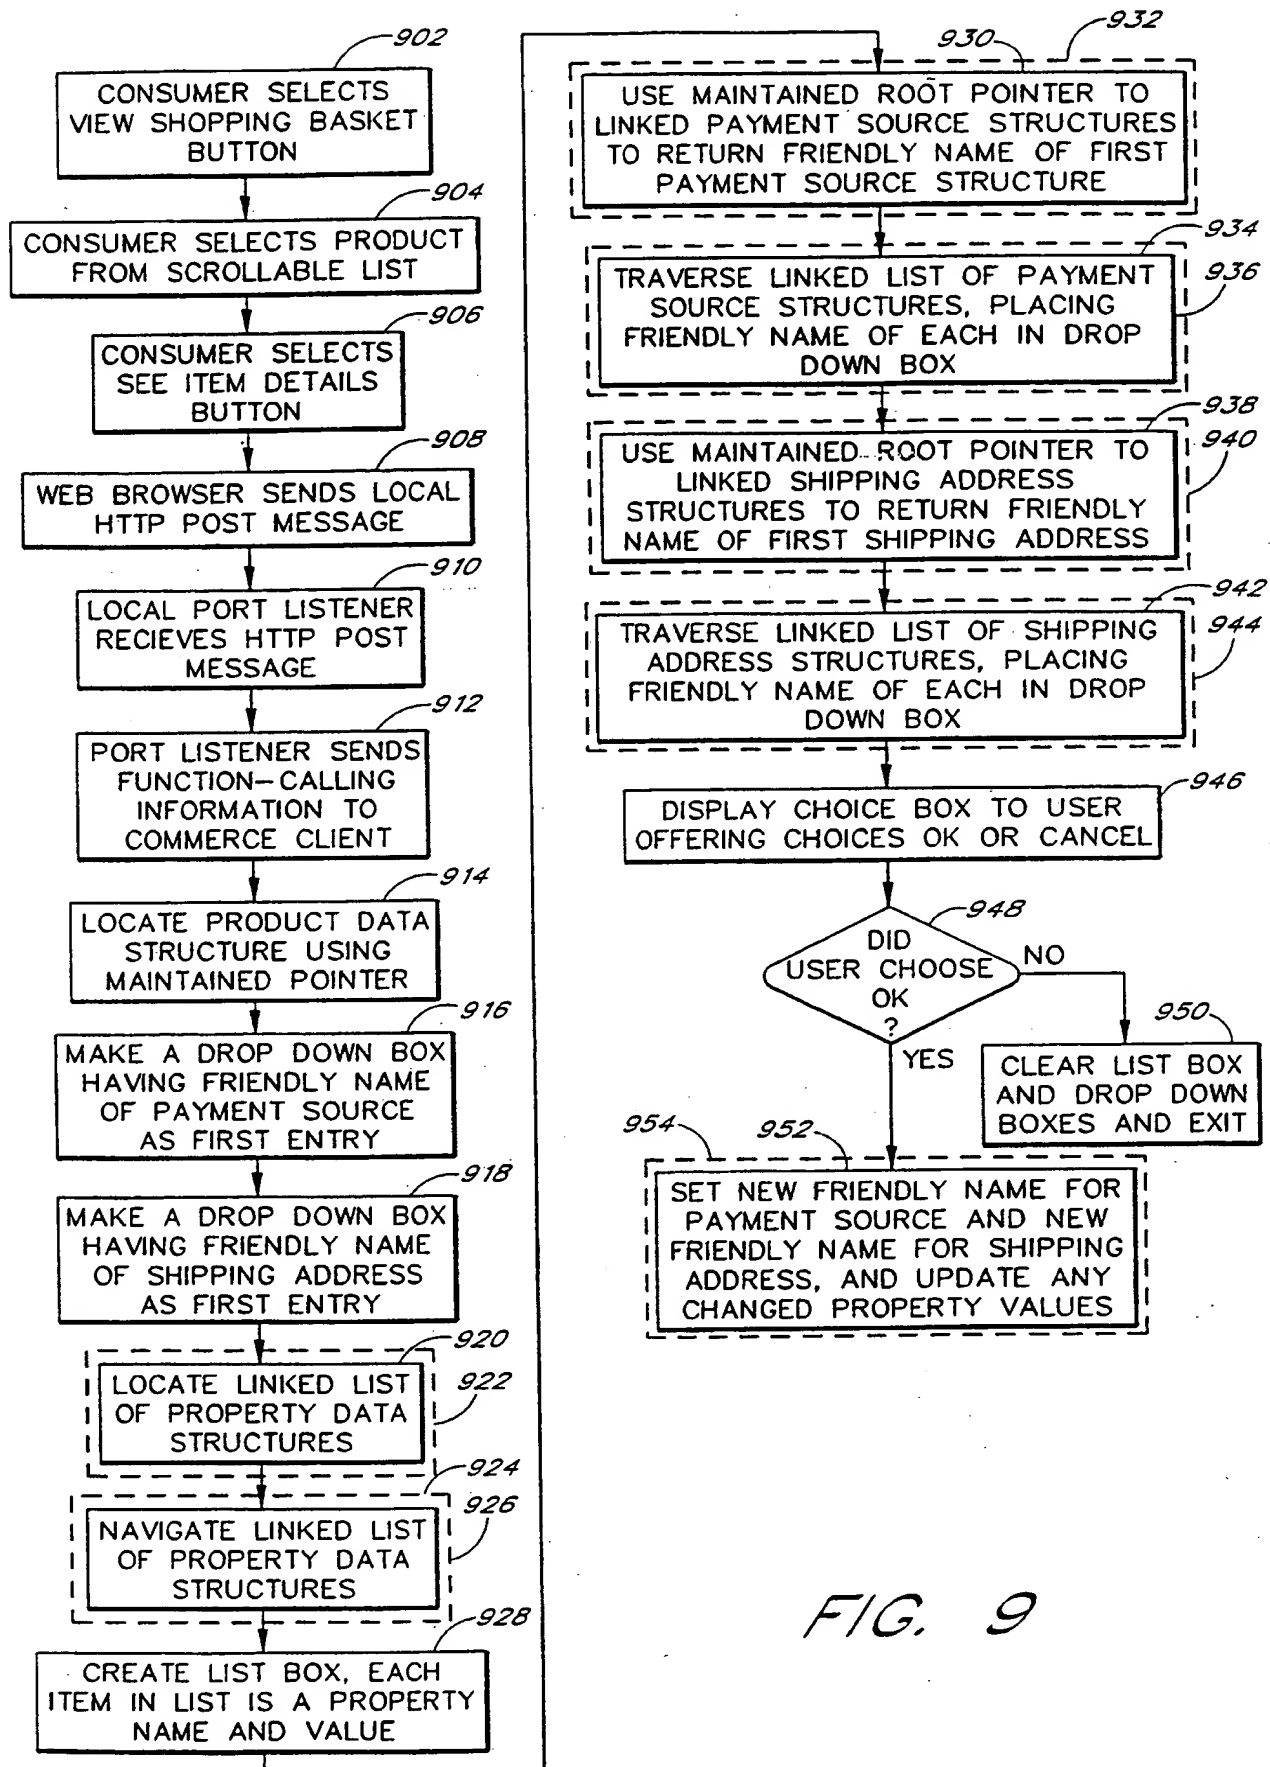 902
CONSUMER SELECTS
VIEW SHOPPING BASKET
BUTTON
904
CONSUMER SELECTS PRODUCT
FROM SCROLLABLE LIST
906
CONSUMER SELECTS
SEE ITEM DETAILS
BUTTON
908
WEB BROWSER SENDS LOCAL
HTTP POST MESSAGE
910
LOCAL PORT LISTENER
RECIEVES HTTP POST
MESSAGE
912
PORT LISTENER SENDS
FUNCTION-CALLING
INFORMATION TO
COMMERCE CLIENT
914
LOCATE PRODUCT DATA
STRUCTURE USING
MAINTAINED POINTER
916
MAKE A DROP DOWN BOX
HAVING FRIENDLY NAME
OF PAYMENT SOURCE
AS FIRST ENTRY
918
MAKE A DROP DOWN BOX
HAVING FRIENDLY NAME
OF SHIPPING ADDRESS
AS FIRST ENTRY
920
922
LOCATE LINKED LIST
OF PROPERTY DATA
STRUCTURES
924
926
NAVIGATE LINKED LIST
OF PROPERTY DATA
STRUCTURES
928
CREATE LIST BOX, EACH
ITEM IN LIST IS A PROPERTY
NAME AND VALUE
930
932
USE MAINTAINED ROOT POINTER TO
LINKED PAYMENT SOURCE STRUCTURES
TO RETURN FRIENDLY NAME OF FIRST
PAYMENT SOURCE STRUCTURE
934
936
TRAVERSE LINKED LIST OF PAYMENT
SOURCE STRUCTURES, PLACING
FRIENDLY NAME OF EACH IN DROP
DOWN BOX
938
940
USE MAINTAINED ROOT POINTER TO
LINKED SHIPPING ADDRESS
STRUCTURES TO RETURN FRIENDLY
NAME OF FIRST SHIPPING ADDRESS
942
944
TRAVERSE LINKED LIST OF SHIPPING
ADDRESS STRUCTURES, PLACING
FRIENDLY NAME OF EACH IN DROP
DOWN BOX
946
DISPLAY CHOICE BOX TO USER
OFFERING CHOICES OK OR CANCEL
948
DID
USER CHOOSE
OK
?
NO
YES
950
CLEAR LIST BOX
AND DROP DOWN
BOXES AND EXIT
954
952
SET NEW FRIENDLY NAME FOR
PAYMENT SOURCE AND NEW
FRIENDLY NAME FOR SHIPPING
ADDRESS, AND UPDATE ANY
CHANGED PROPERTY VALUES
FIG. 9